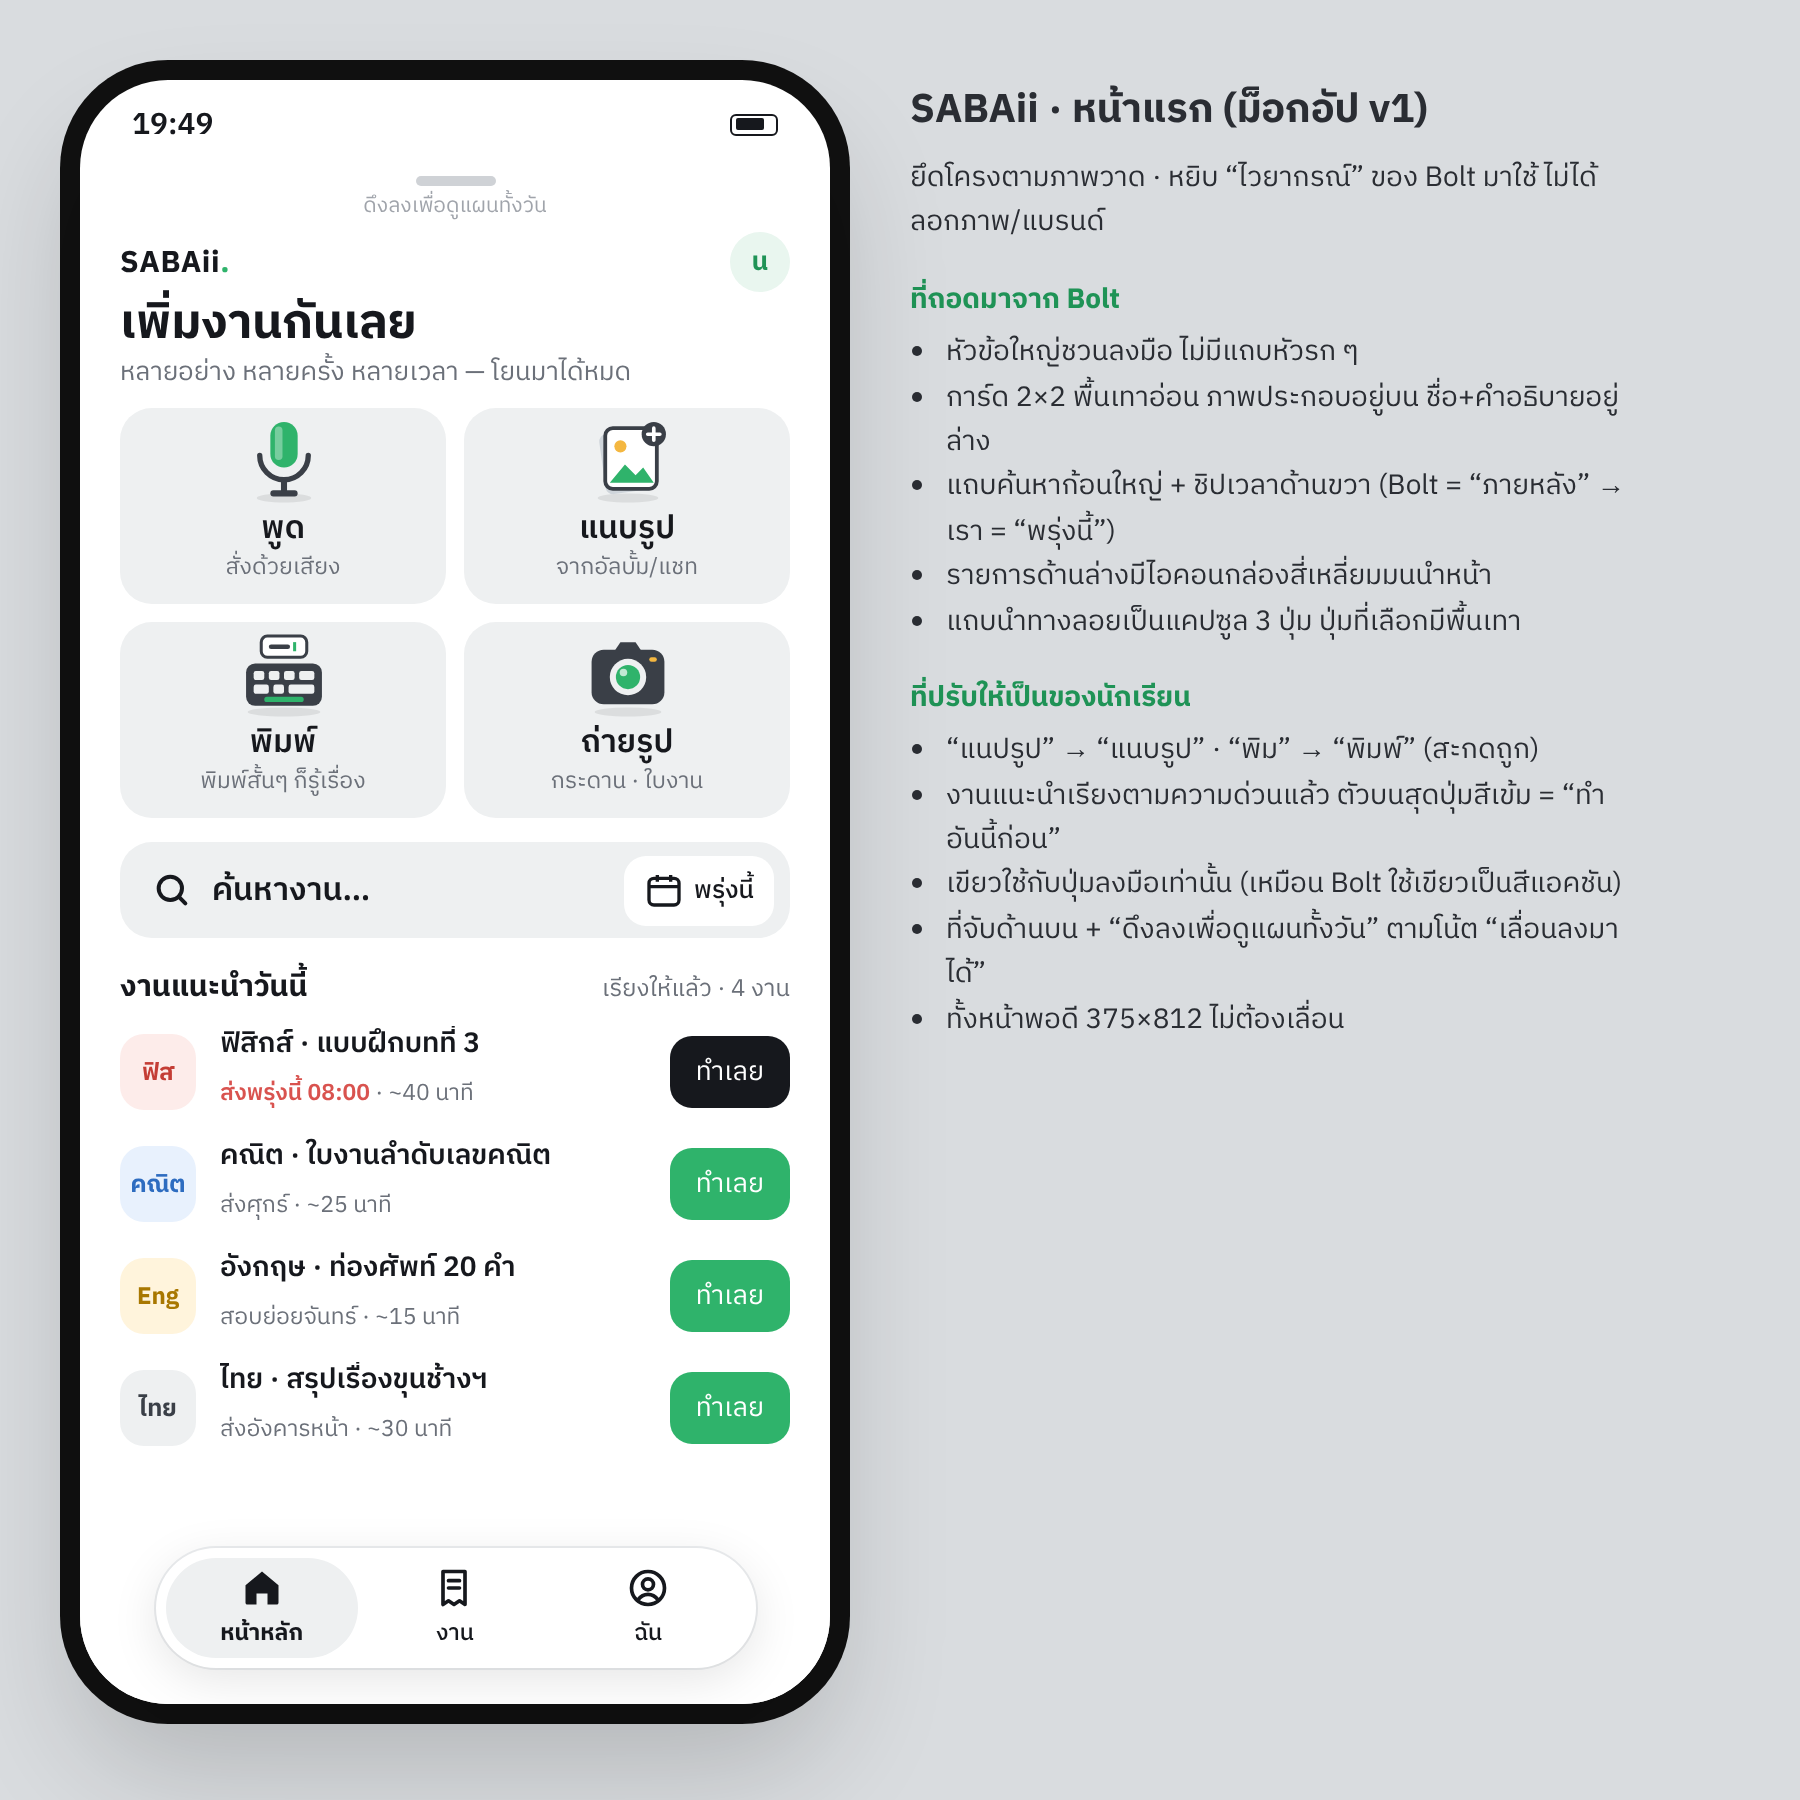 19:49
ดึงลงเพื่อดูแผนทั้งวัน
SABAii.
น
เพิ่มงานกันเลย
หลายอย่าง หลายครั้ง หลายเวลา — โยนมาได้หมด
พูด
สั่งด้วยเสียง
แนบรูป
จากอัลบั้ม/แชท
พิมพ์
พิมพ์สั้นๆ ก็รู้เรื่อง
ถ่ายรูป
กระดาน · ใบงาน
ค้นหางาน...
พรุ่งนี้
งานแนะนำวันนี้
เรียงให้แล้ว · 4 งาน
ฟิส
ฟิสิกส์ · แบบฝึกบทที่ 3
ส่งพรุ่งนี้ 08:00 · ~40 นาที
ทำเลย
คณิต
คณิต · ใบงานลำดับเลขคณิต
ส่งศุกร์ · ~25 นาที
ทำเลย
Eng
อังกฤษ · ท่องศัพท์ 20 คำ
สอบย่อยจันทร์ · ~15 นาที
ทำเลย
ไทย
ไทย · สรุปเรื่องขุนช้างฯ
ส่งอังคารหน้า · ~30 นาที
ทำเลย
หน้าหลัก
งาน
ฉัน
SABAii · หน้าแรก (ม็อกอัป v1)
ยึดโครงตามภาพวาด · หยิบ “ไวยากรณ์” ของ Bolt มาใช้ ไม่ได้
ลอกภาพ/แบรนด์
ที่ถอดมาจาก Bolt
• หัวข้อใหญ่ชวนลงมือ ไม่มีแถบหัวรก ๆ
• การ์ด 2×2 พื้นเทาอ่อน ภาพประกอบอยู่บน ชื่อ+คำอธิบายอยู่
ล่าง
• แถบค้นหาก้อนใหญ่ + ชิปเวลาด้านขวา (Bolt = “ภายหลัง” →
เรา = “พรุ่งนี้”)
• รายการด้านล่างมีไอคอนกล่องสี่เหลี่ยมมนนำหน้า
• แถบนำทางลอยเป็นแคปซูล 3 ปุ่ม ปุ่มที่เลือกมีพื้นเทา
ที่ปรับให้เป็นของนักเรียน
• “แนปรูป” → “แนบรูป” · “พิม” → “พิมพ์” (สะกดถูก)
• งานแนะนำเรียงตามความด่วนแล้ว ตัวบนสุดปุ่มสีเข้ม = “ทำ
อันนี้ก่อน”
• เขียวใช้กับปุ่มลงมือเท่านั้น (เหมือน Bolt ใช้เขียวเป็นสีแอคชัน)
• ที่จับด้านบน + “ดึงลงเพื่อดูแผนทั้งวัน” ตามโน้ต “เลื่อนลงมา
ได้”
• ทั้งหน้าพอดี 375×812 ไม่ต้องเลื่อน